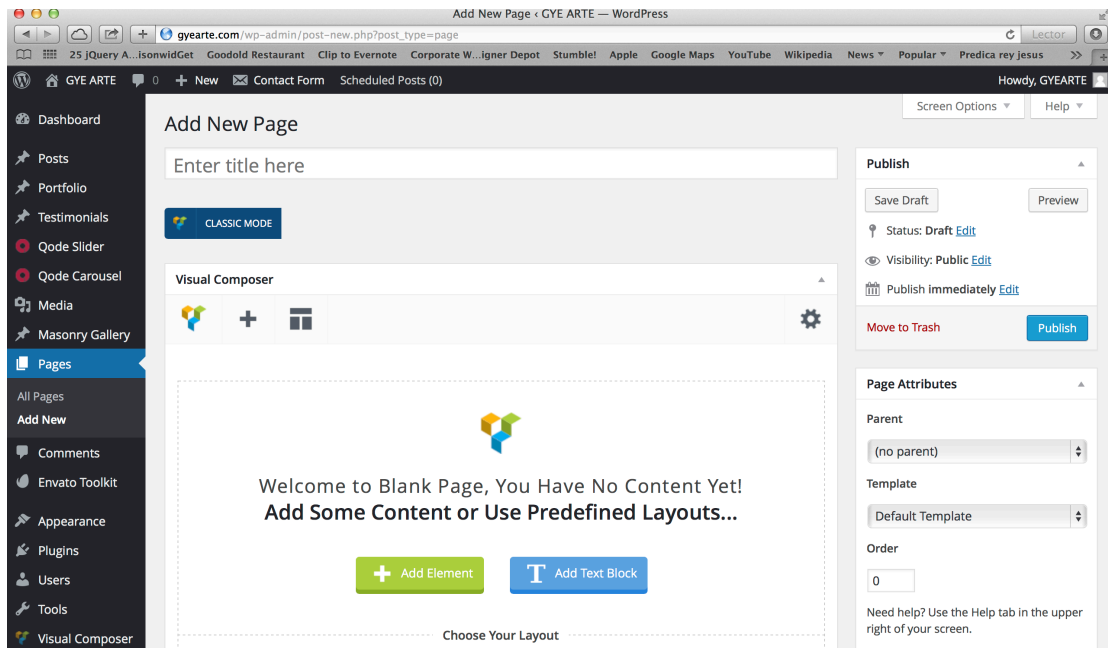 Add New Page ‹ GYE ARTE — WordPress
gyearte.com/wp-admin/post-new.php?post_type=page
Lector
25 jQuery A...isonwidGet Goodold Restaurant Clip to Evernote Corporate W...igner Depot Stumble! Apple Google Maps YouTube Wikipedia News Popular Predica rey jesus
GYE ARTE 0 + New Contact Form Scheduled Posts (0) Howdy, GYEARTE
Screen Options Help
Dashboard
Posts
Portfolio
Testimonials
Qode Slider
Qode Carousel
Media
Masonry Gallery
Pages
All Pages
Add New
Comments
Envato Toolkit
Appearance
Plugins
Users
Tools
Visual Composer
Add New Page
Enter title here
CLASSIC MODE
Visual Composer
Welcome to Blank Page, You Have No Content Yet!
Add Some Content or Use Predefined Layouts...
Add Element
T Add Text Block
Choose Your Layout
Publish
Save Draft Preview
Status: Draft Edit
Visibility: Public Edit
Publish immediately Edit
Move to Trash Publish
Page Attributes
Parent
(no parent)
Template
Default Template
Order
0
Need help? Use the Help tab in the upper
right of your screen.